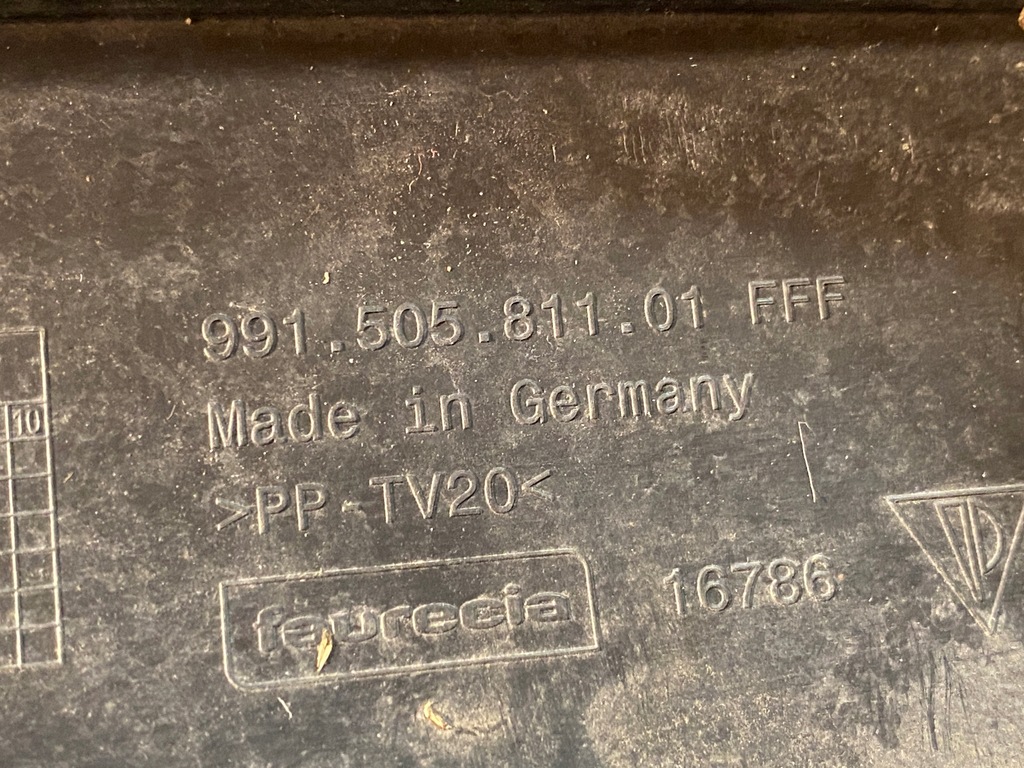 991.505.811.01 FFF
10
Made in Germany
>PP-TV20<
faurecia
16786